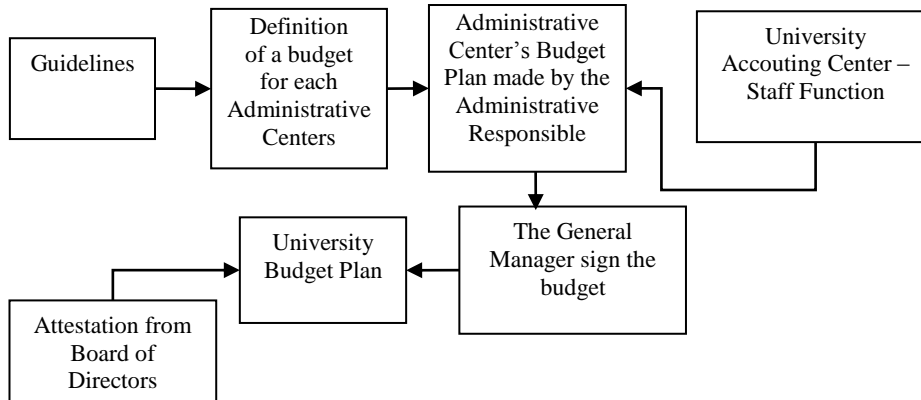 Guidelines
Definition
of a budget
for each
Administrative
Centers
Administrative
Center's Budget
Plan made by the
Administrative
Responsible
University
Accouting Center –
Staff Function
The General
Manager sign the
budget
University
Budget Plan
Attestation from
Board of
Directors